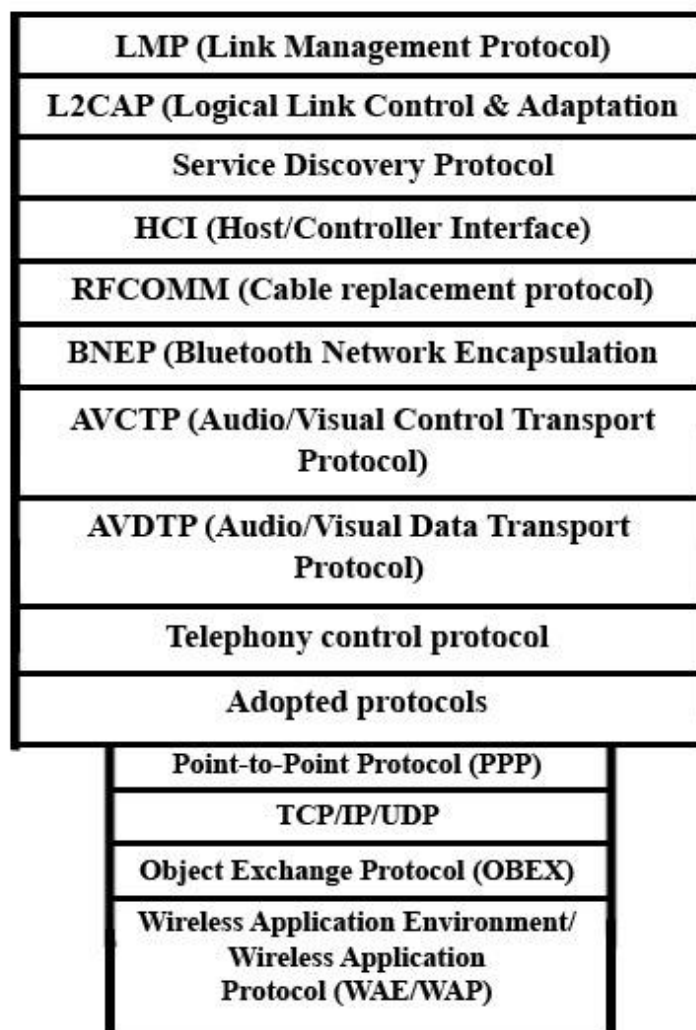 LMP (Link Management Protocol)
L2CAP (Logical Link Control & Adaptation
Service Discovery Protocol
HCI (Host/Controller Interface)
RFCOMM (Cable replacement protocol)
BNEP (Bluetooth Network Encapsulation
AVCTP (Audio/Visual Control Transport
Protocol)
AVDTP (Audio/Visual Data Transport
Protocol)
Telephony control protocol
Adopted protocols
Point-to-Point Protocol (PPP)
TCP/IP/UDP
Object Exchange Protocol (OBEX)
Wireless Application Environment/
Wireless Application
Protocol (WAE/WAP)